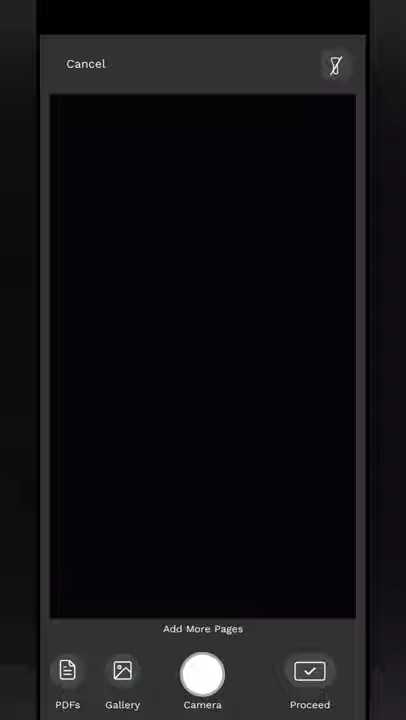 Cancel
Add More Pages
PDFs
Gallery
Camera
Proceed